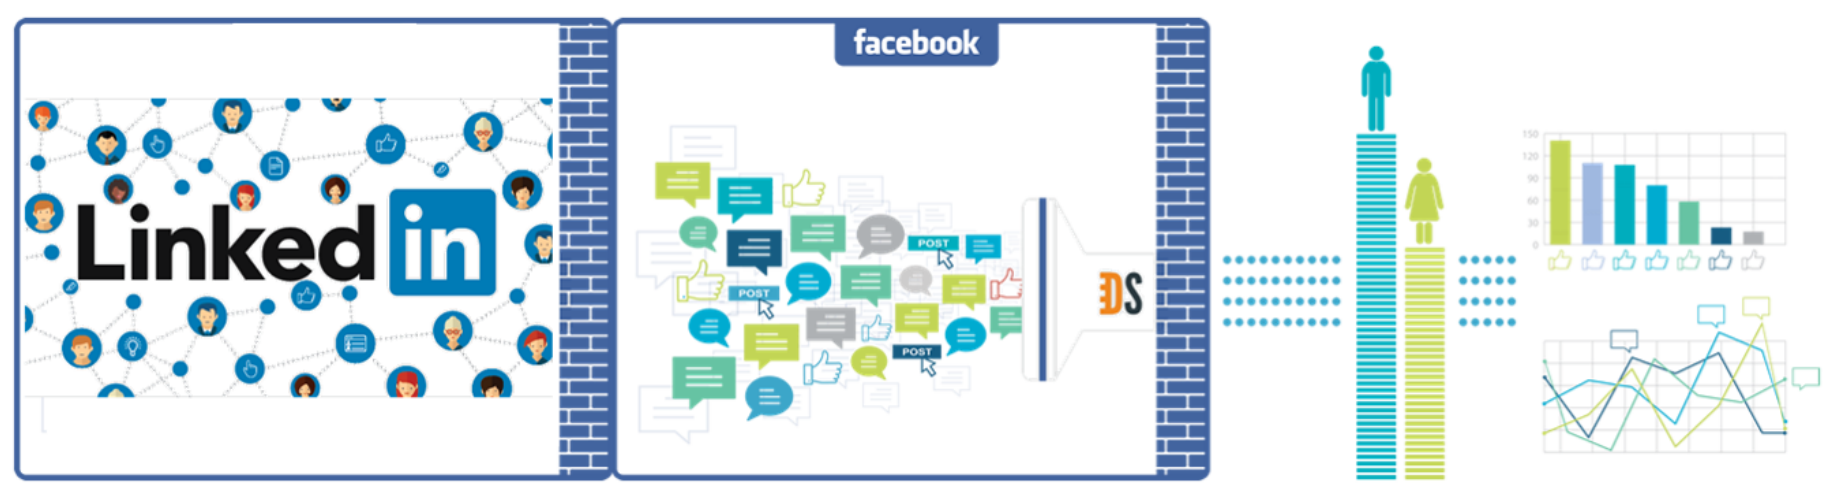 Linked in
facebook
POST
POST
POST
DS
150
120
90
60
30
0